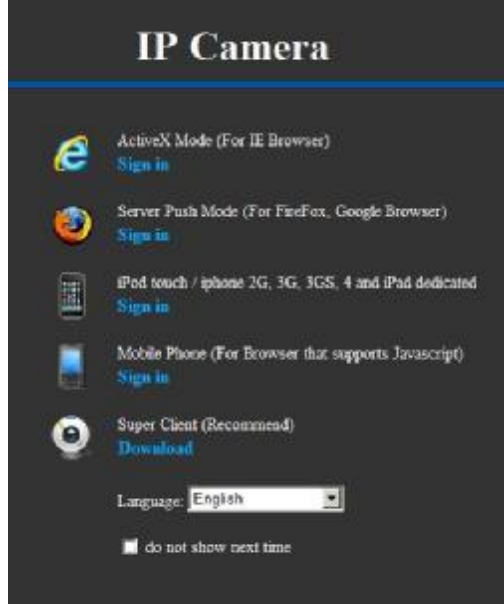 IP Camera
ActiveX Mode (For IE Browser)
Sign in
Server Push Mode (For FireFox, Google Browser)
Sign in
iPod touch / iphone 2G, 3G, 3GS, 4 and iPad dedicated
Sign in
Mobile Phone (For Browser that supports Javascript)
Sign in
Super Client (Recommend)
Download
Language: English
do not show next time